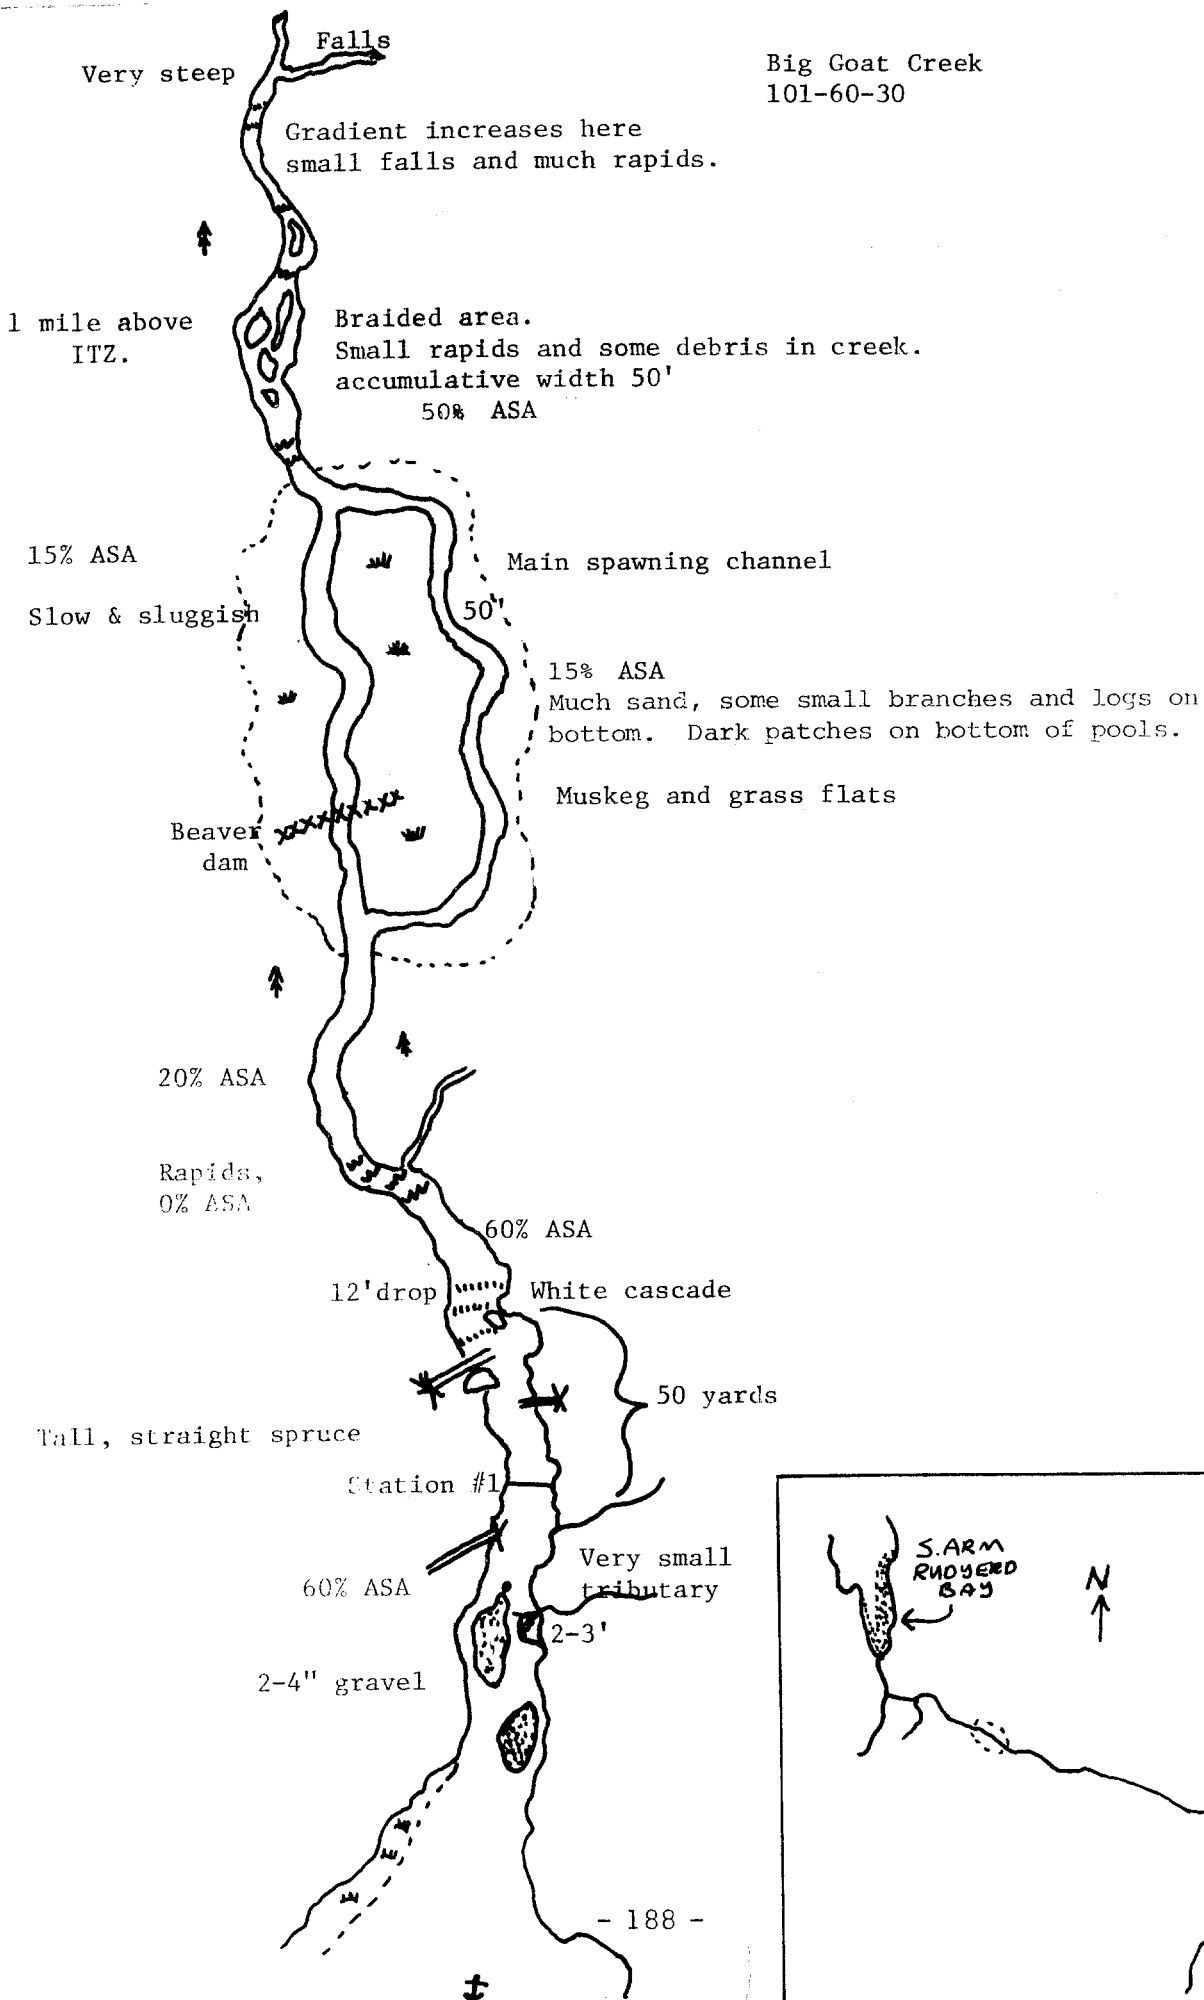 Falls
Big Goat Creek
101-60-30
Very steep
Gradient increases here
small falls and much rapids.
1 mile above
ITZ.
Braided area.
Small rapids and some debris in creek.
accumulative width 50'
50% ASA
15% ASA
Slow & sluggish
Main spawning channel
50'
15% ASA
Much sand, some small branches and logs on
bottom. Dark patches on bottom of pools.
Muskeg and grass flats
Beaver
dam
20% ASA
Rapids,
0% ASA
60% ASA
12'drop
White cascade
50 yards
Tall, straight spruce
Station #1
Very small
tributary
60% ASA
2-3'
2-4" gravel
S. ARM
RUDYERD
BAY
N
- 188 -